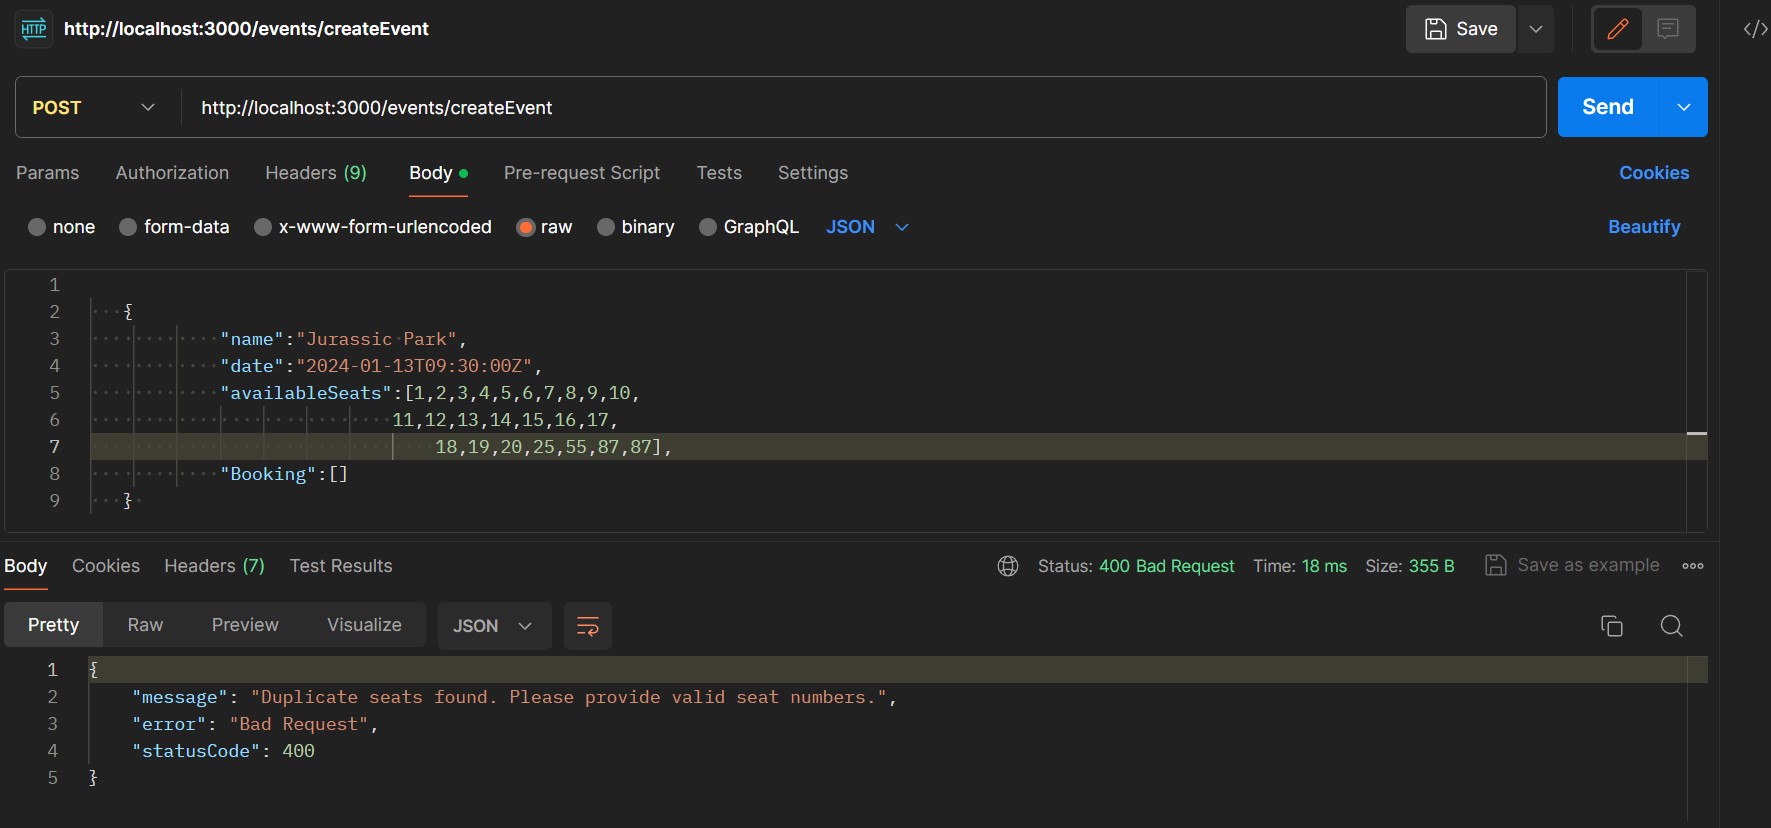 HTTP http://localhost:3000/events/createEvent Save </>
POST http://localhost:3000/events/createEvent Send
Params Authorization Headers (9) Body Pre-request Script Tests Settings Cookies
none form-data x-www-form-urlencoded raw binary GraphQL JSON Beautify
1
2 {
3 "name":"Jurassic Park",
4 "date":"2024-01-13T09:30:00Z",
5 "availableSeats":[1,2,3,4,5,6,7,8,9,10,
6 11,12,13,14,15,16,17,
7 18,19,20,25,55,87,87],
8 "Booking":[]
9 }
Body Cookies Headers (7) Test Results Status: 400 Bad Request Time: 18 ms Size: 355 B Save as example
Pretty Raw Preview Visualize JSON
1 {
2 "message": "Duplicate seats found. Please provide valid seat numbers.",
3 "error": "Bad Request",
4 "statusCode": 400
5 }